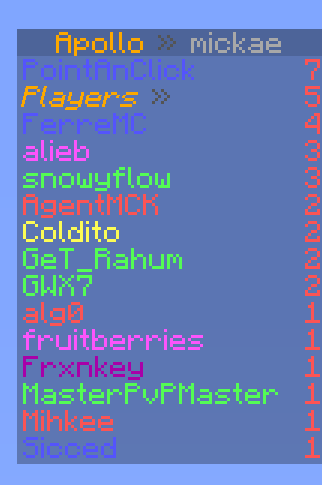 Apollo » mickae
PointAnClick 7
Players » 5
FerreMC 4
alieb 3
snowyflow 3
AgentMCK 2
Coldito 2
GeT_Rahum 2
GWX7 2
alg0 1
fruitberries 1
Frxnkey 1
MasterPvPMaster 1
Mihkee 1
Sicced 1